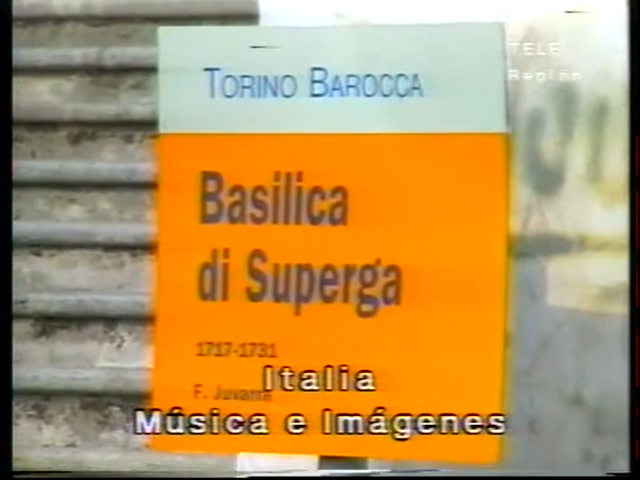 TELE
Region
TORINO BAROCCA
Basilica
di Superga
1717-1731
F. Juvarra
Italia
Música e Imágenes